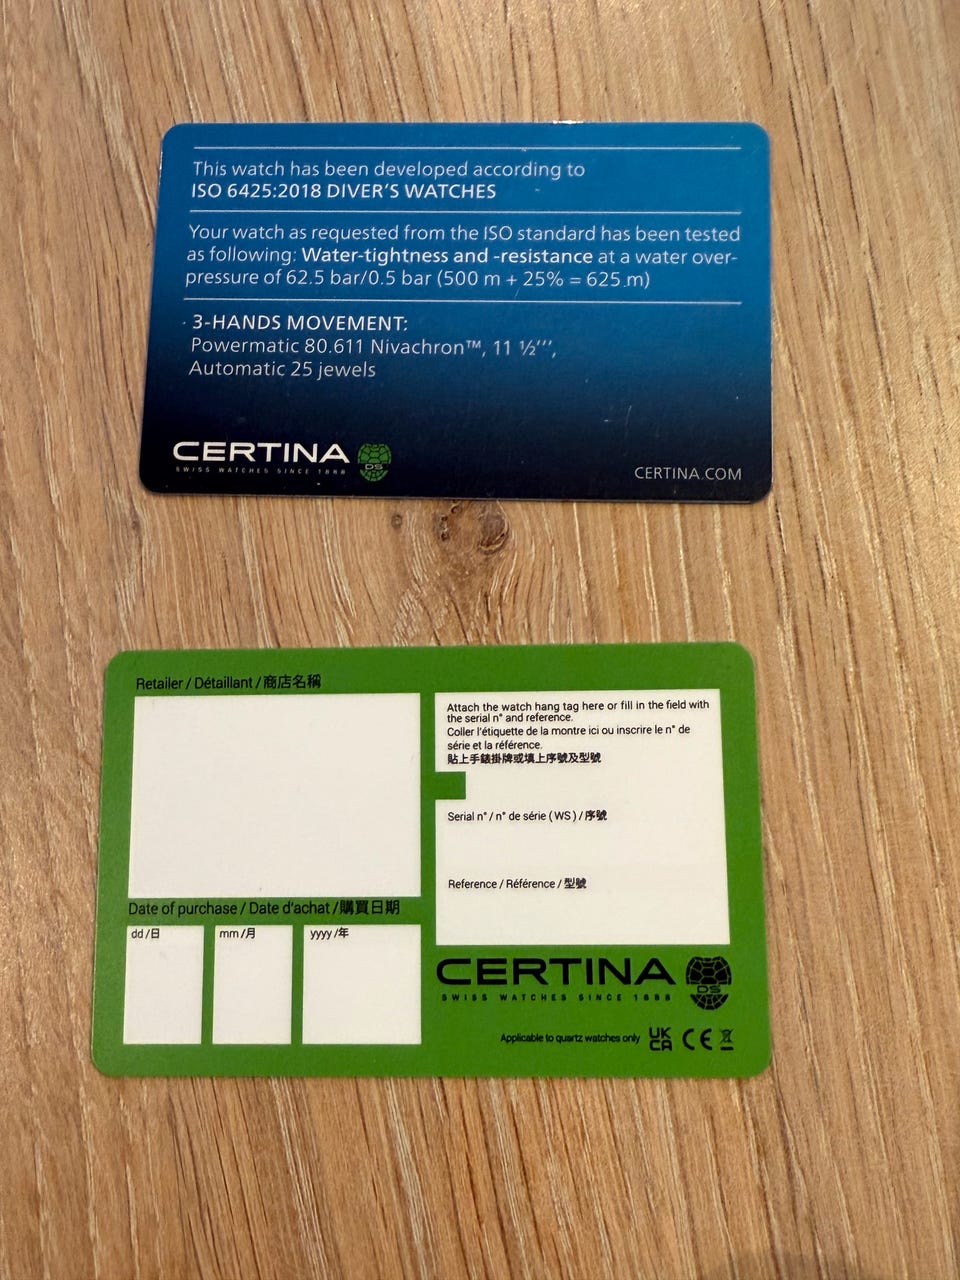 This watch has been developed according to
ISO 6425:2018 DIVER'S WATCHES
Your watch as requested from the ISO standard has been tested
as following: Water-tightness and -resistance at a water over-
pressure of 62.5 bar/0.5 bar (500 m + 25% = 625 m)
3-HANDS MOVEMENT:
Powermatic 80.611 Nivachron™, 11 ½''',
Automatic 25 jewels
CERTINA DS
SWISS WATCHES SINCE 1888
CERTINA.COM
Retailer / Détaillant / 商店名稱
Attach the watch hang tag here or fill in the field with
the serial n° and reference.
Coller l'étiquette de la montre ici ou inscrire le n° de
série et la référence.
貼上手錶掛牌或填上序號及型號
Serial n° / n° de série ( WS ) / 序號
Reference / Référence / 型號
Date of purchase / Date d'achat / 購買日期
dd / 日
mm / 月
yyyy / 年
CERTINA DS
SWISS WATCHES SINCE 1888
Applicable to quartz watches only UK CA CE